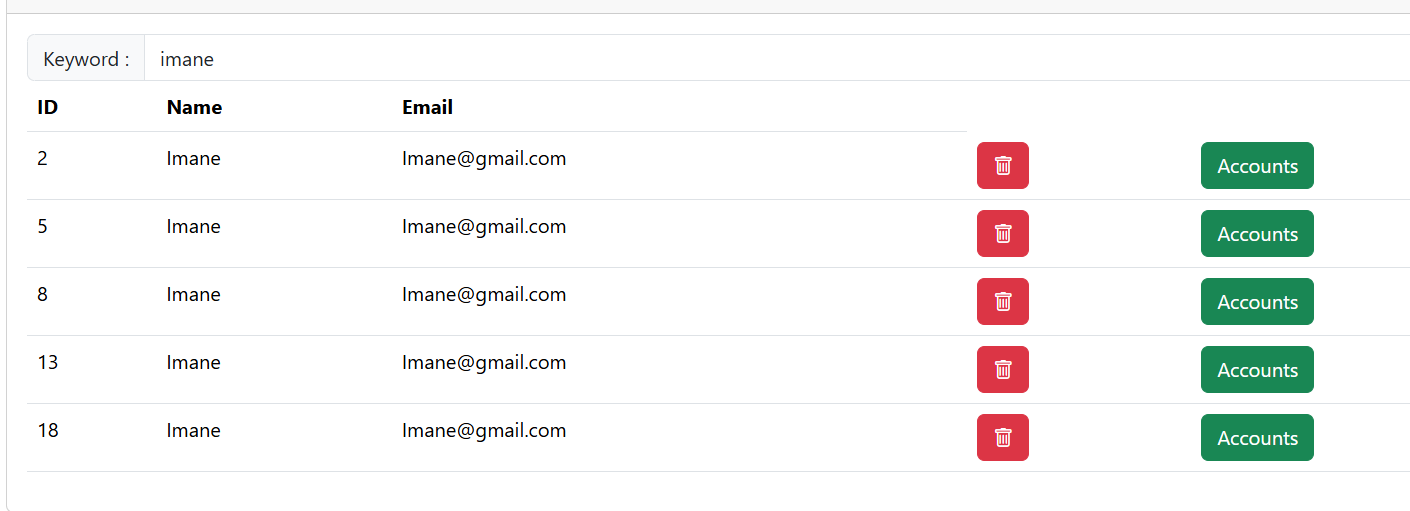 Keyword : imane
ID Name Email
2 Imane Imane@gmail.com Accounts
5 Imane Imane@gmail.com Accounts
8 Imane Imane@gmail.com Accounts
13 Imane Imane@gmail.com Accounts
18 Imane Imane@gmail.com Accounts